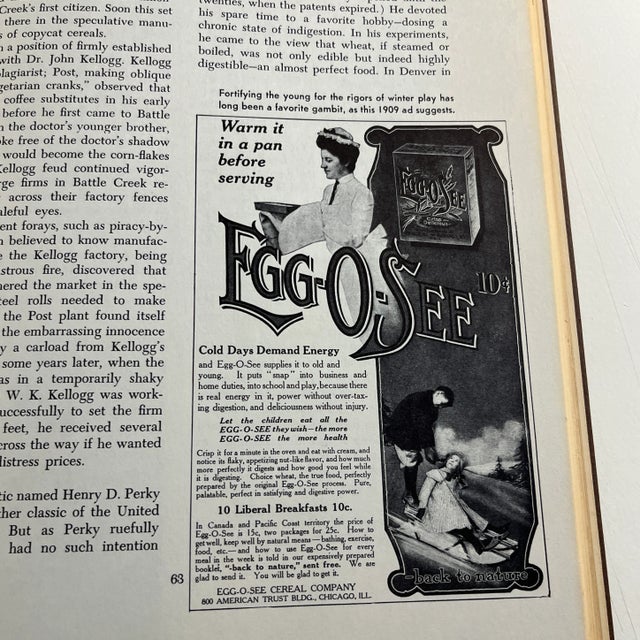 Creek's first citizen. Soon this set
there in the speculative manu-
s of copycat cereals.
n a position of firmly established
with Dr. John Kellogg. Kellogg
lagiarist; Post, making oblique
getarian cranks," observed that
coffee substitutes in his early
before he first came to Battle
n the doctor's younger brother,
oke free of the doctor's shadow
would become the corn-flakes
Kellogg feud continued vigor-
rge firms in Battle Creek re-
across their factory fences
aleful eyes.
ent forays, such as piracy-by-
n believed to know manufac-
e the Kellogg factory, being
strous fire, discovered that
nered the market in the spe-
teel rolls needed to make
the Post plant found itself
the embarrassing innocence
y a carload from Kellogg's
some years later, when the
as in a temporarily shaky
W. K. Kellogg was work-
uccessfully to set the firm
feet, he received several
cross the way if he wanted
distress prices.
tic named Henry D. Perky
ther classic of the United
But as Perky ruefully
had no such intention
when the patents expired.) He devoted
his spare time to a favorite hobby—dosing a
chronic state of indigestion. In his experiments,
he came to the view that wheat, if steamed or
boiled, was not only edible but indeed highly
digestible—an almost perfect food. In Denver in
Fortifying the young for the rigors of winter play has
long been a favorite gambit, as this 1909 ad suggests.
Warm it
in a pan
before
serving
EGG-O-SEE
EGG-O-SEE 10¢
Cold Days Demand Energy
and Egg-O-See supplies it to old and
young. It puts "snap" into business and
home duties, into school and play, because there
is real energy in it, power without over-tax-
ing digestion, and deliciousness without injury.
Let the children eat all the
EGG-O-SEE they wish—the more
EGG-O-SEE the more health
Crisp it for a minute in the oven and eat with cream, and
notice its flaky, appetizing nut-like flavor, and how much
more perfectly it digests and how good you feel while
it is digesting. Choice wheat, the true food, perfectly
prepared by the original Egg-O-See process. Pure,
palatable, perfect in satisfying and digestive power.
10 Liberal Breakfasts 10c.
In Canada and Pacific Coast territory the price of
Egg-O-See is 15c, two packages for 25c. How to
get well, keep well by natural means—bathing, exercise,
food, etc.—and how to use Egg-O-See for every
meal in the week is told in our expensively prepared
booklet, "-back to nature," sent free. We are
glad to send it. You will be glad to get it.
EGG-O-SEE CEREAL COMPANY
800 AMERICAN TRUST BLDG., CHICAGO, ILL.
-back to nature
63